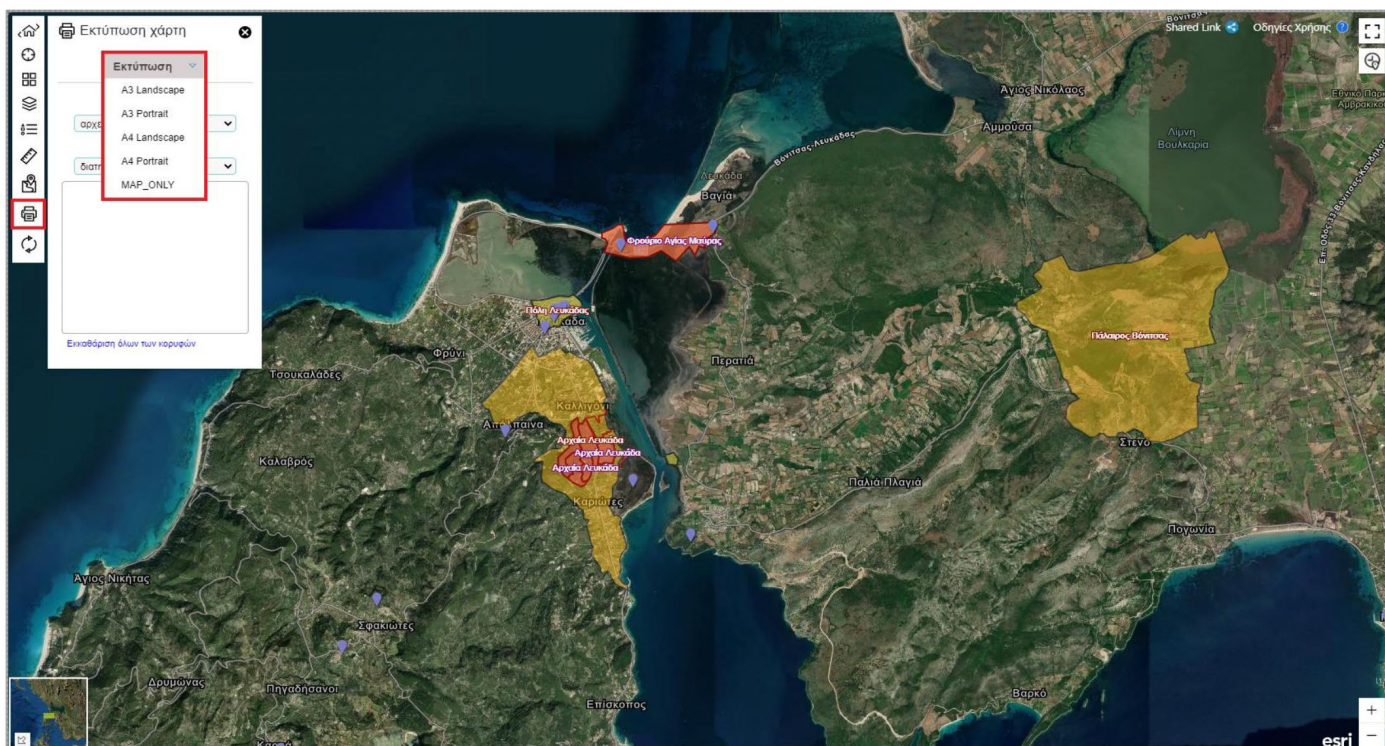 Εκτύπωση χάρτη
Εκτύπωση
A3 Landscape
A3 Portrait
A4 Landscape
A4 Portrait
MAP_ONLY
Εκκαθάριση όλων των κορυφών
Shared Link
Οδηγίες Χρήσης
Άγιος Νικόλαος
Αμμούσα
Λίμνη
Βουλκαρία
Βόνιτσας-Λευκάδας
Λευκάδα
Βαγιά
Φρούριο Αγίας Μαύρας
Πόλη Λευκάδας
Φρύνι
Τσουκαλάδες
Περατιά
Πάλαιρος Βόνιτσας
Καλλιγόνι
Αρχαία Λευκάδα
Αρχαία Λευκάδα
Αρχαία Λευκάδα
Στενό
Καλαβρός
Παλιά Πλαγιά
Καριώτες
Πογωνιά
Άγιος Νικήτας
Σφακιώτες
Δρυμώνας
Πηγαδήσανοι
Επίσκοπος
Βαρκό
esri